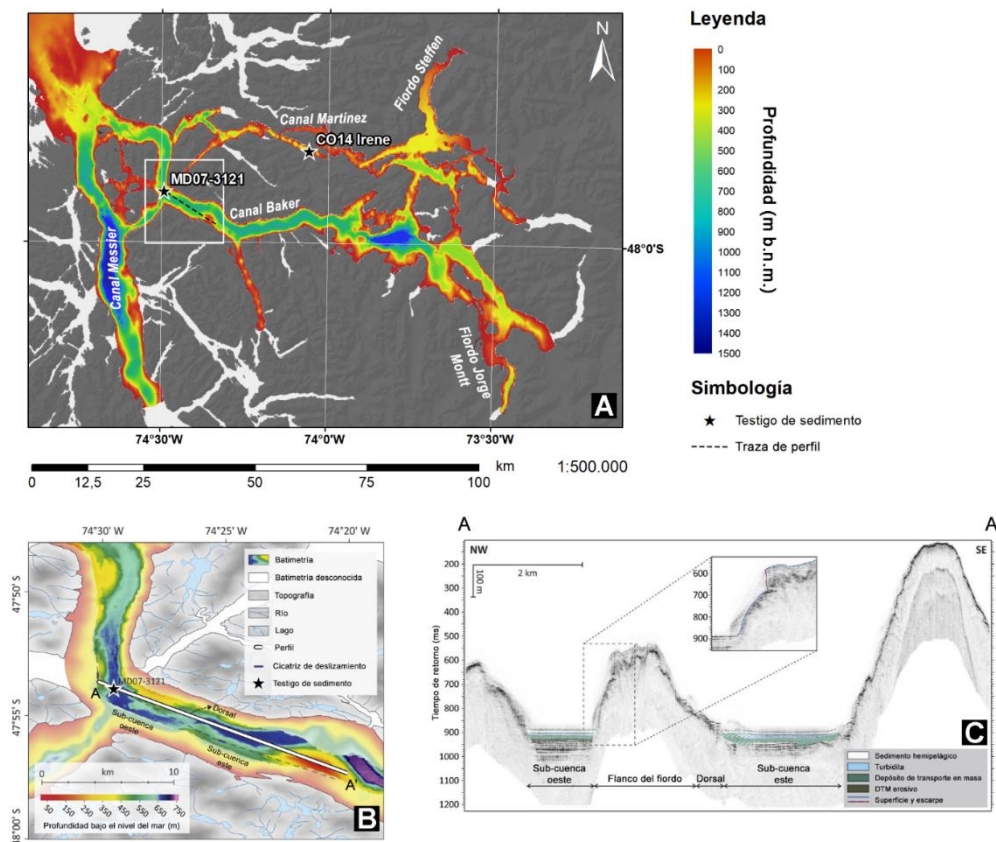 Leyenda
0
100
200
300
400
500
600
700
800
900
1000
1100
1200
1300
1400
1500
Profundidad (m b.n.m.)
Simbología
Testigo de sedimento
Traza de perfil
N
Fiordo Steffen
Canal Martínez
CO14 Irene
MD07-3121
Canal Baker
Canal Messier
Fiordo Jorge
Montt
48°0'S
A
74°30'W
74°0'W
73°30'W
km
1:500.000
0
12,5
25
50
75
100
74°30' W
74°25' W
74°20' W
47°50' S
47°55' S
48°00' S
Batimetría
Batimetría desconocida
Topografía
Río
Lago
Perfil
Cicatriz de deslizamiento
Testigo de sedimento
MD07-3121
A
Dorsal
Sub-cuenca
oeste
Sub-cuenca
este
A'
0 km 10
50 150 250 350 450 550 650 750
Profundidad bajo el nivel del mar (m)
B
A
A
NW
SE
100 m
2 km
200
300
400
500
600
700
800
900
1000
1100
1200
Tiempo de retorno (ms)
600
700
800
900
Sub-cuenca
oeste
Flanco del fiordo
Dorsal
Sub-cuenca
este
C
Sedimento hemipelágico
Turbidita
Depósito de transporte en masa
DTM erosivo
Superficie y escarpe